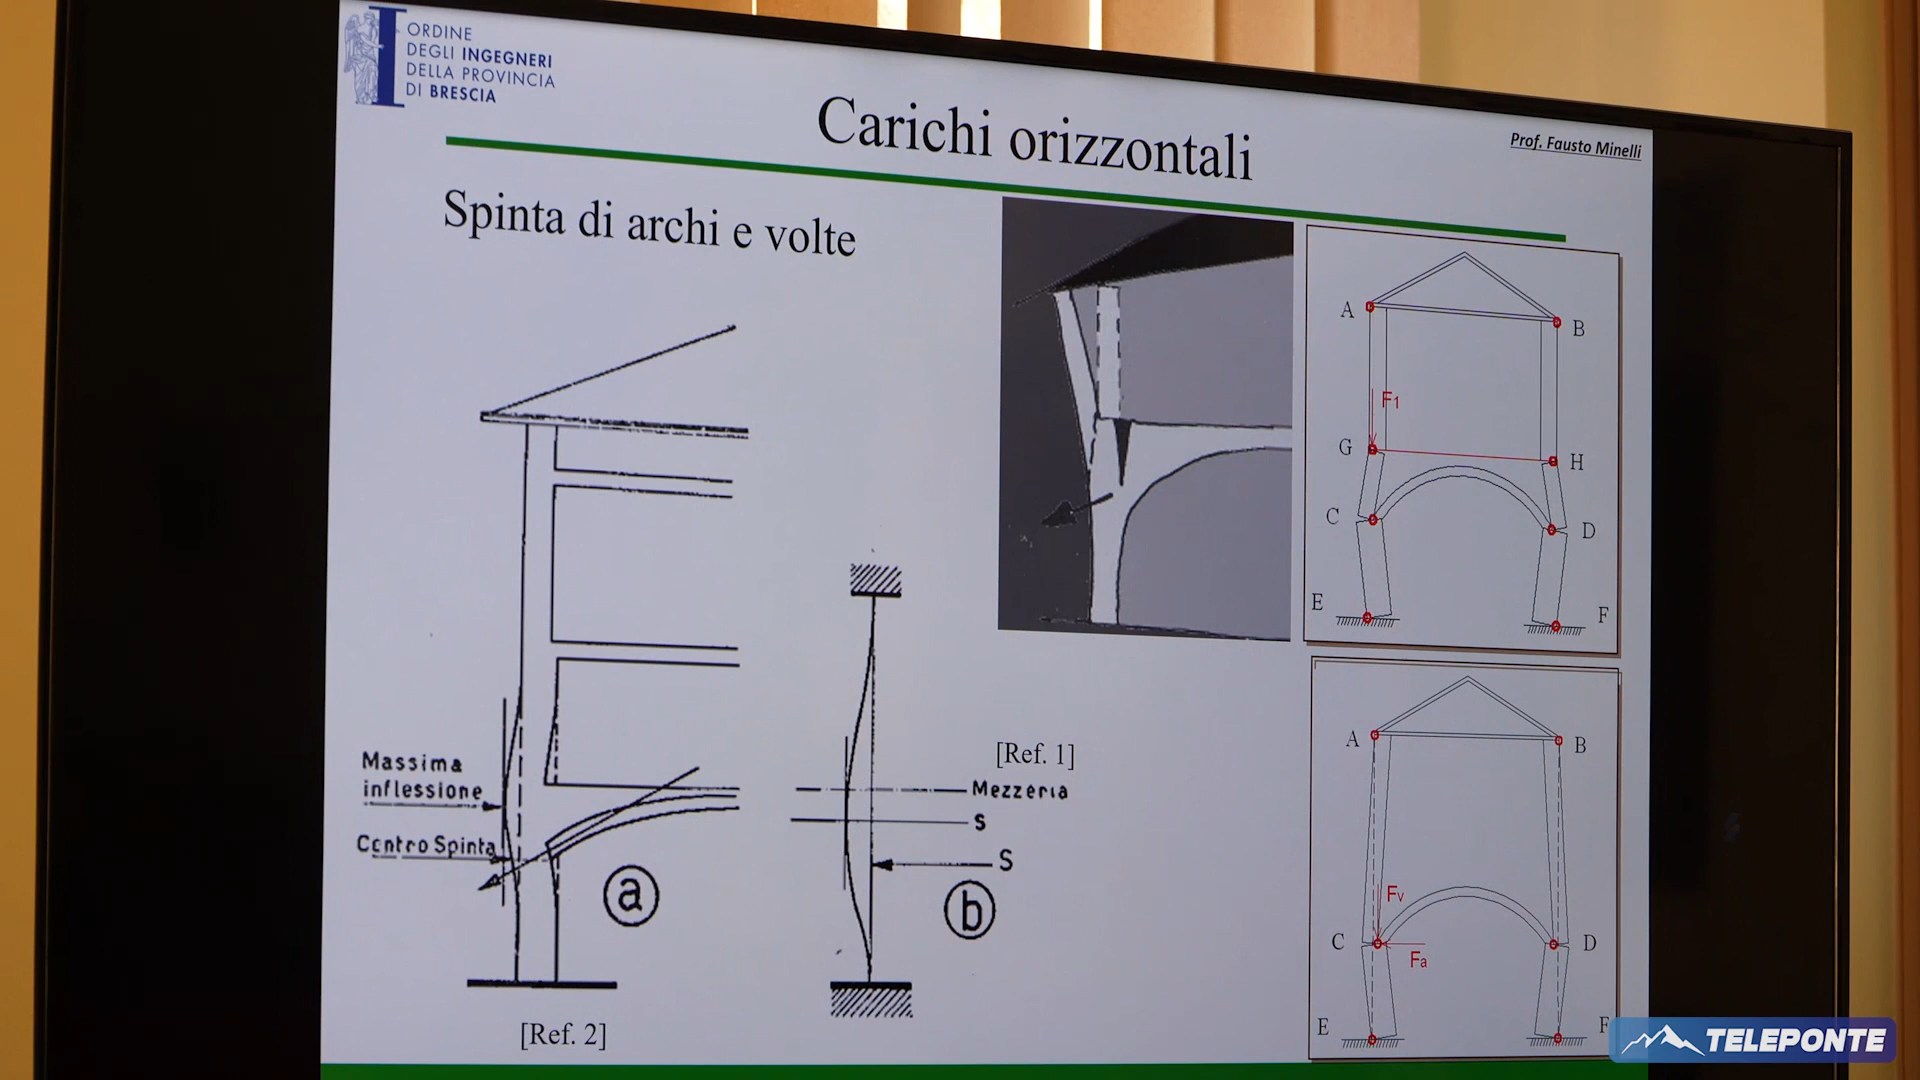 ORDINE
DEGLI INGEGNERI
DELLA PROVINCIA
DI BRESCIA
Carichi orizzontali
Prof. Fausto Minelli
Spinta di archi e volte
Massima
inflessione
Centro Spinta
a
[Ref. 2]
[Ref. 1]
Mezzeria
s
S
b
A
B
F1
G
H
C
D
E
F
A
B
Fv
C
D
Fa
E
F
TELEPONTE